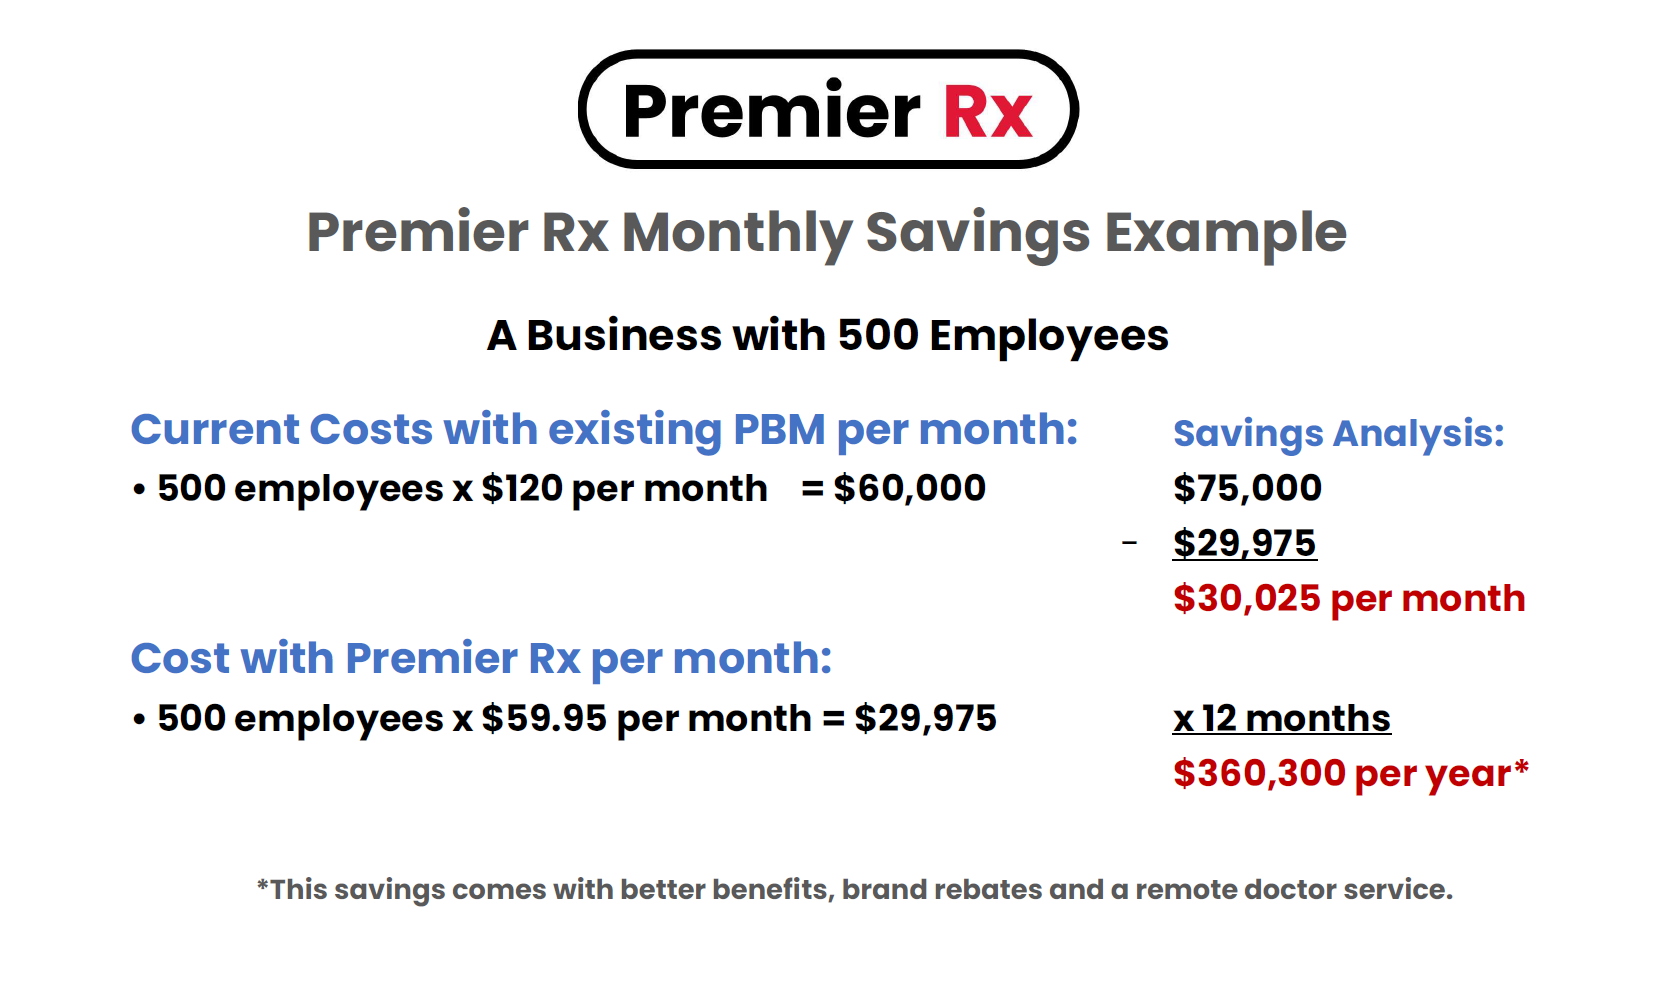 Premier Rx
Premier Rx Monthly Savings Example
A Business with 500 Employees
Current Costs with existing PBM per month:
• 500 employees x $120 per month = $60,000
Savings Analysis:
$75,000
– $29,975
$30,025 per month
Cost with Premier Rx per month:
• 500 employees x $59.95 per month = $29,975
x 12 months
$360,300 per year*
*This savings comes with better benefits, brand rebates and a remote doctor service.